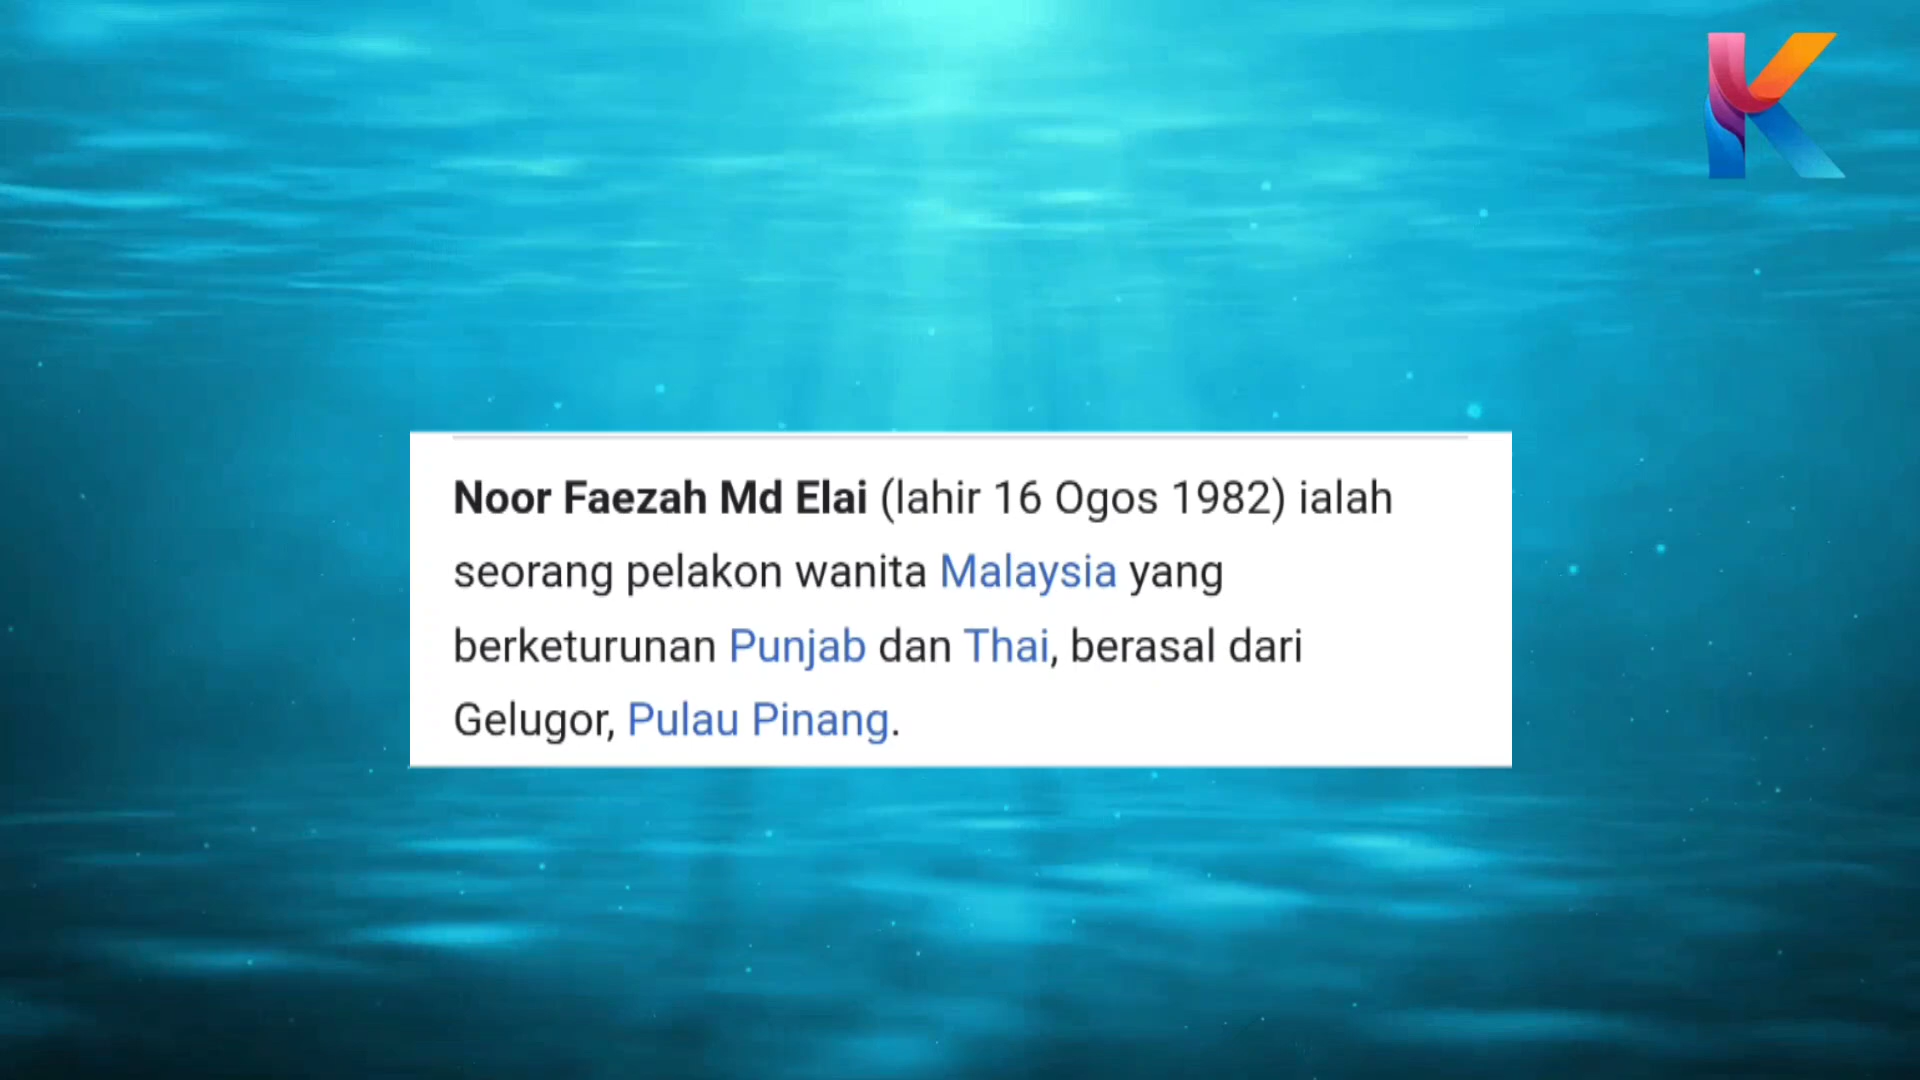 Noor Faezah Md Elai (lahir 16 Ogos 1982) ialah
seorang pelakon wanita Malaysia yang
berketurunan Punjab dan Thai, berasal dari
Gelugor, Pulau Pinang.